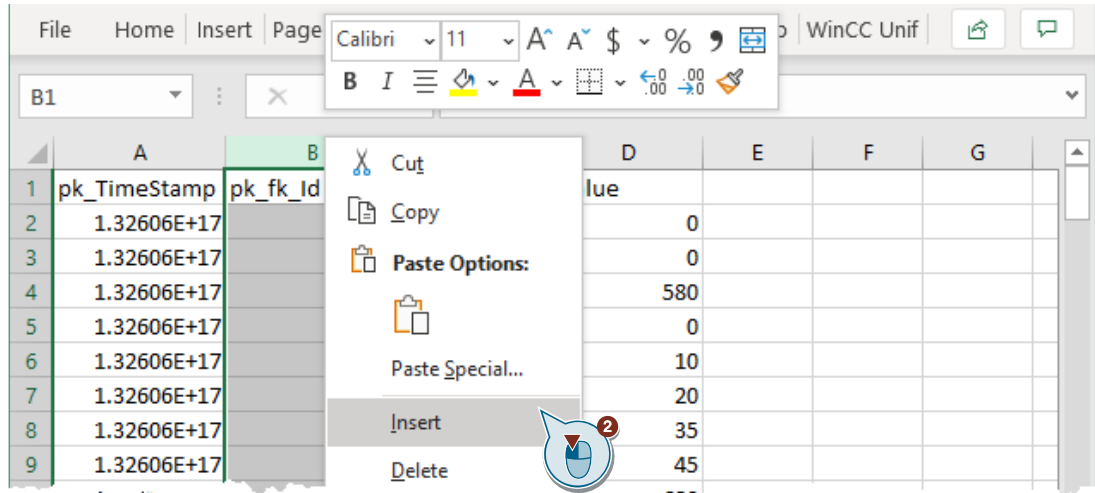 File Home Insert Page WinCC Unif
Calibri 11 A A $ % ,
B I A .00 .00
B1
A B D E F G
1 pk_TimeStamp pk_fk_Id lue
2 1.32606E+17 0
3 1.32606E+17 0
4 1.32606E+17 580
5 1.32606E+17 0
6 1.32606E+17 10
7 1.32606E+17 20
8 1.32606E+17 35
9 1.32606E+17 45
Cut
Copy
Paste Options:
Paste Special...
Insert
2
Delete